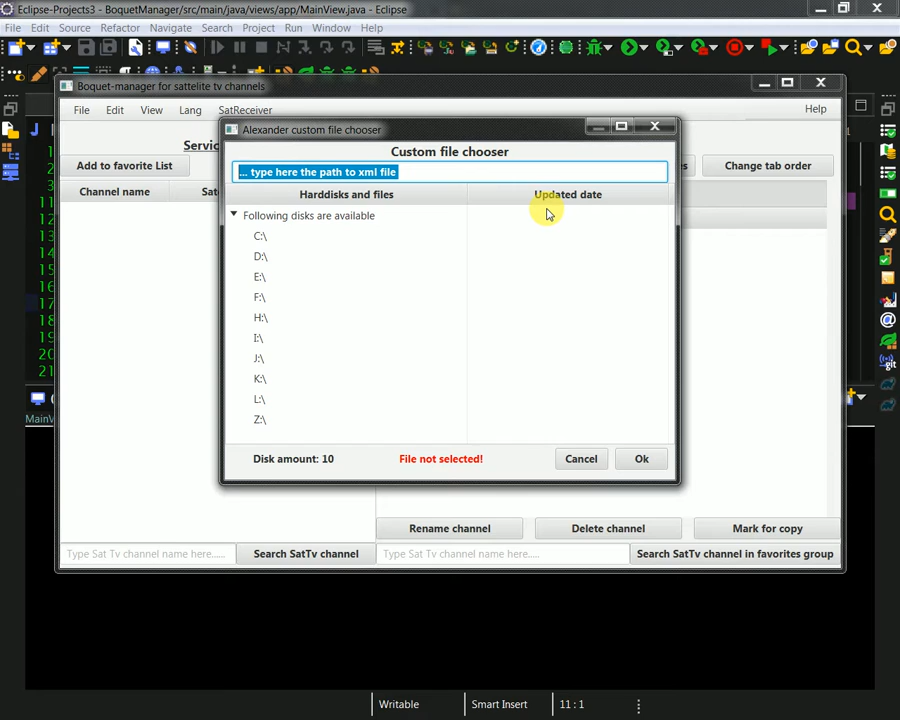 Eclipse-Projects3 - BoquetManager/src/main/java/views/app/MainView.java - Eclipse
File Edit Source Refactor Navigate Search Project Run Window Help
Boquet-manager for sattelite tv channels
File Edit View Lang SatReceiver Help
Alexander custom file chooser
Servic
Custom file chooser
Add to favorite List
... type here the path to xml file
es
Change tab order
Channel name
Sat
Harddisks and files
Updated date
Following disks are available
C:\
D:\
E:\
F:\
H:\
I:\
J:\
K:\
L:\
Z:\
Disk amount: 10
File not selected!
Cancel
Ok
Rename channel
Delete channel
Mark for copy
Type Sat Tv channel name here......
Search SatTv channel
Type Sat Tv channel name here.....
Search SatTv channel in favorites group
MainV
Writable
Smart Insert
11 : 1